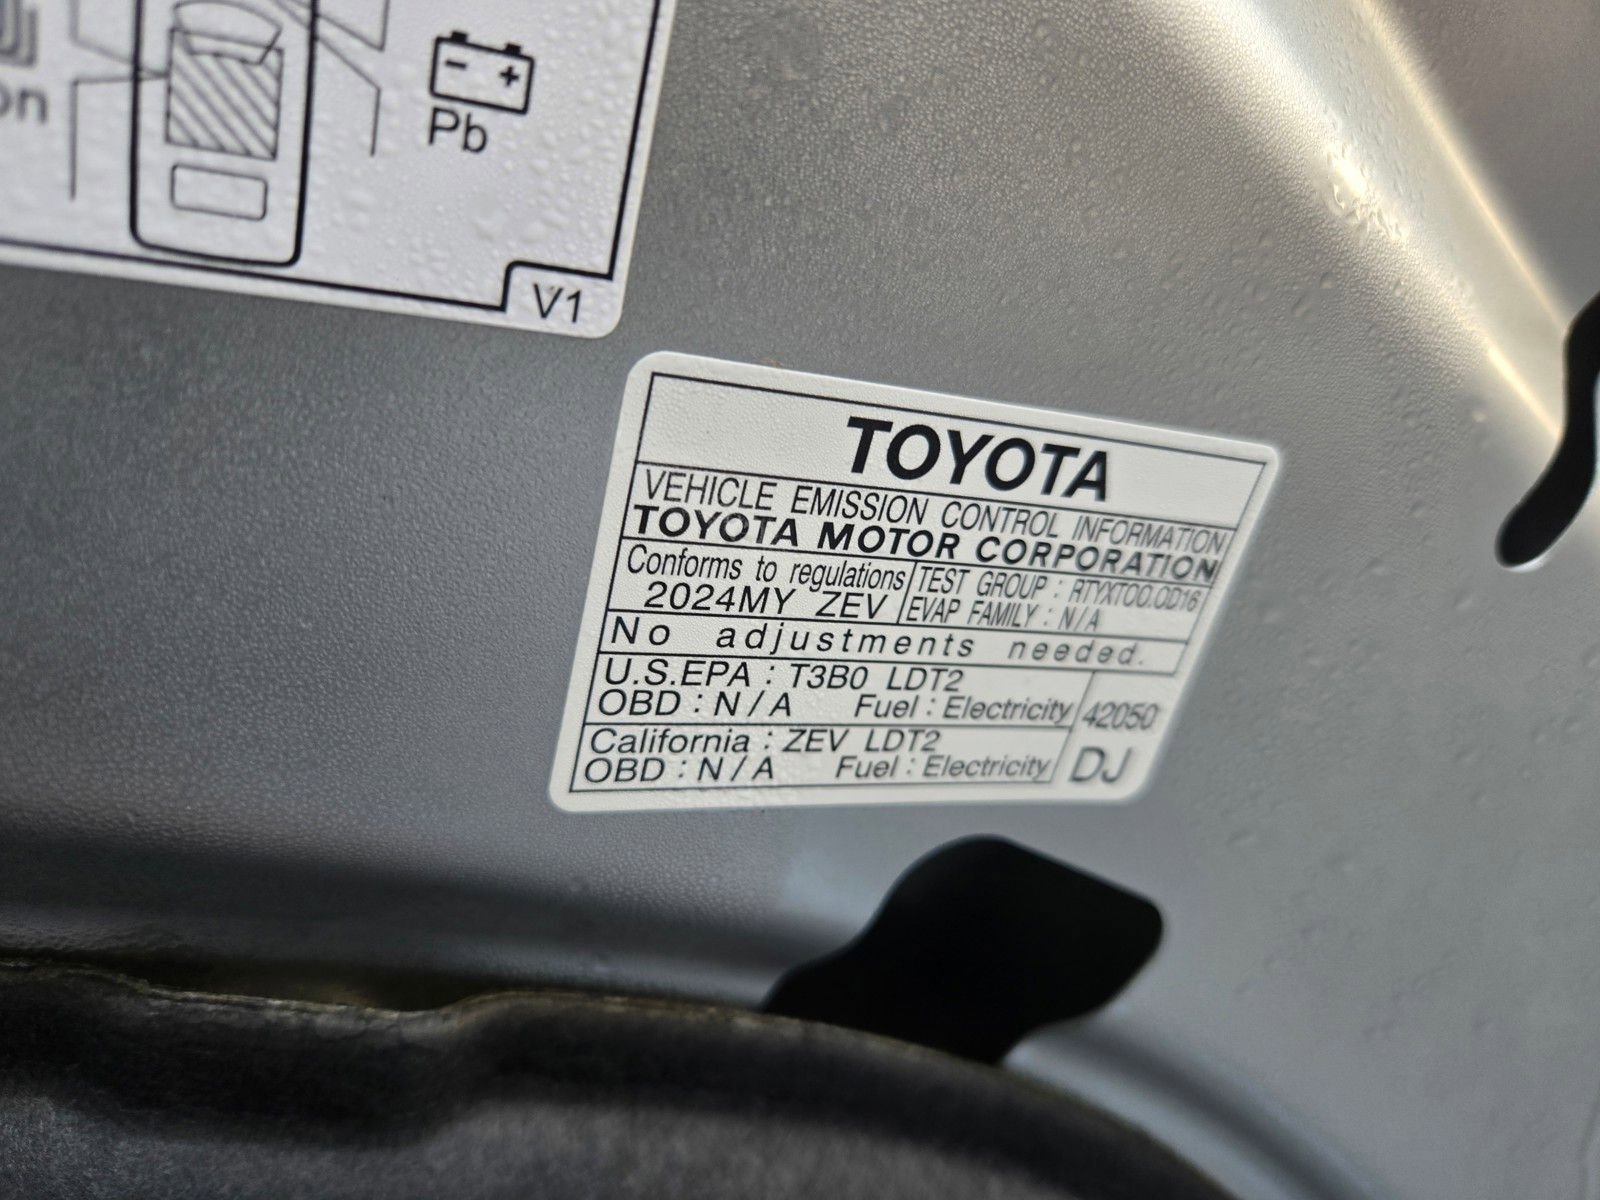 on
- +
Pb
V1
TOYOTA
VEHICLE EMISSION CONTROL INFORMATION
TOYOTA MOTOR CORPORATION
Conforms to regulations
2024MY ZEV
TEST GROUP : RTYXT00.0D16
EVAP FAMILY : N/A
No adjustments needed.
U.S.EPA : T3B0 LDT2
OBD : N/A Fuel : Electricity
California : ZEV LDT2
OBD : N/A Fuel : Electricity
42050
DJ